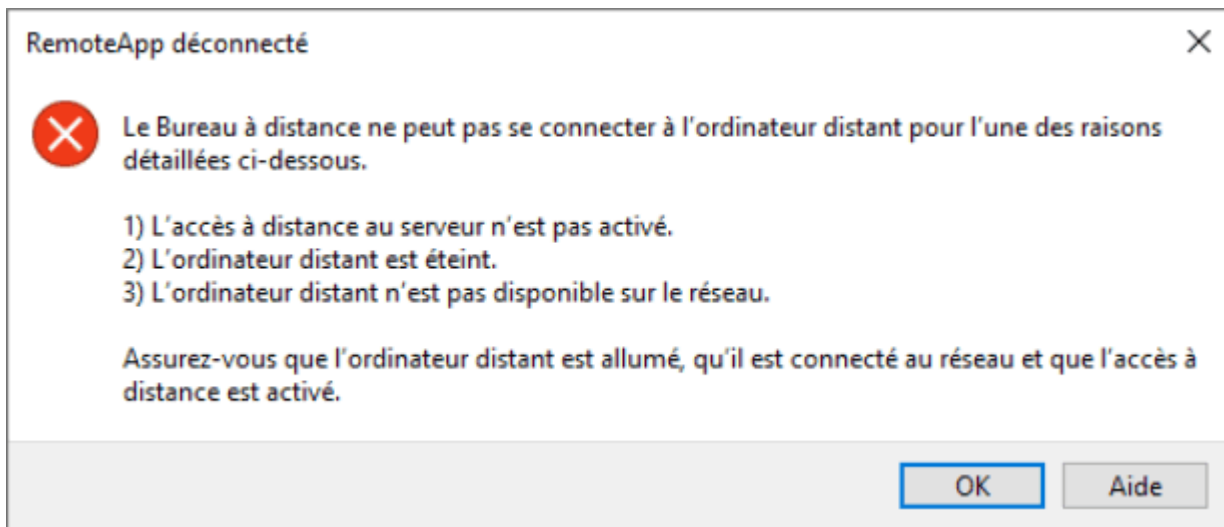 RemoteApp déconnecté
Le Bureau à distance ne peut pas se connecter à l'ordinateur distant pour l'une des raisons
détaillées ci-dessous.
1) L'accès à distance au serveur n'est pas activé.
2) L'ordinateur distant est éteint.
3) L'ordinateur distant n'est pas disponible sur le réseau.
Assurez-vous que l'ordinateur distant est allumé, qu'il est connecté au réseau et que l'accès à
distance est activé.
OK
Aide